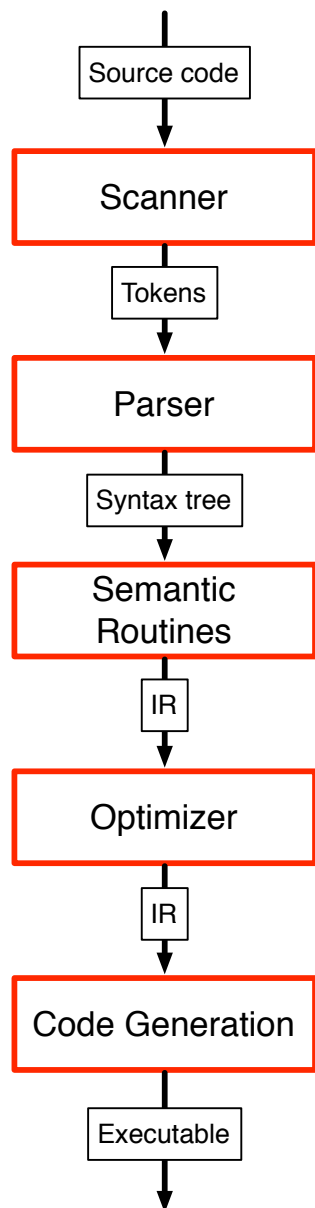 Source code
Scanner
Tokens
Parser
Syntax tree
Semantic
Routines
IR
Optimizer
IR
Code Generation
Executable